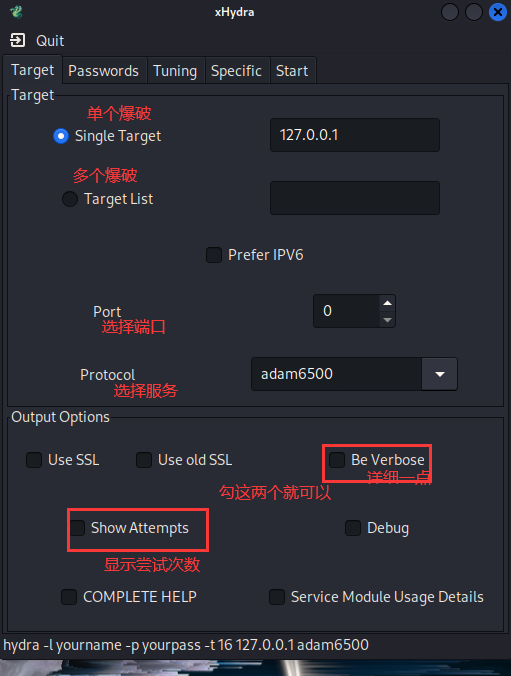 xHydra
Quit
Target Passwords Tuning Specific Start
Target
单个爆破
Single Target 127.0.0.1
多个爆破
Target List
Prefer IPV6
Port 0
选择端口
Protocol adam6500
选择服务
Output Options
Use SSL Use old SSL Be Verbose
详细一点
勾这两个就可以
Show Attempts Debug
显示尝试次数
COMPLETE HELP Service Module Usage Details
hydra -l yourname -p yourpass -t 16 127.0.0.1 adam6500